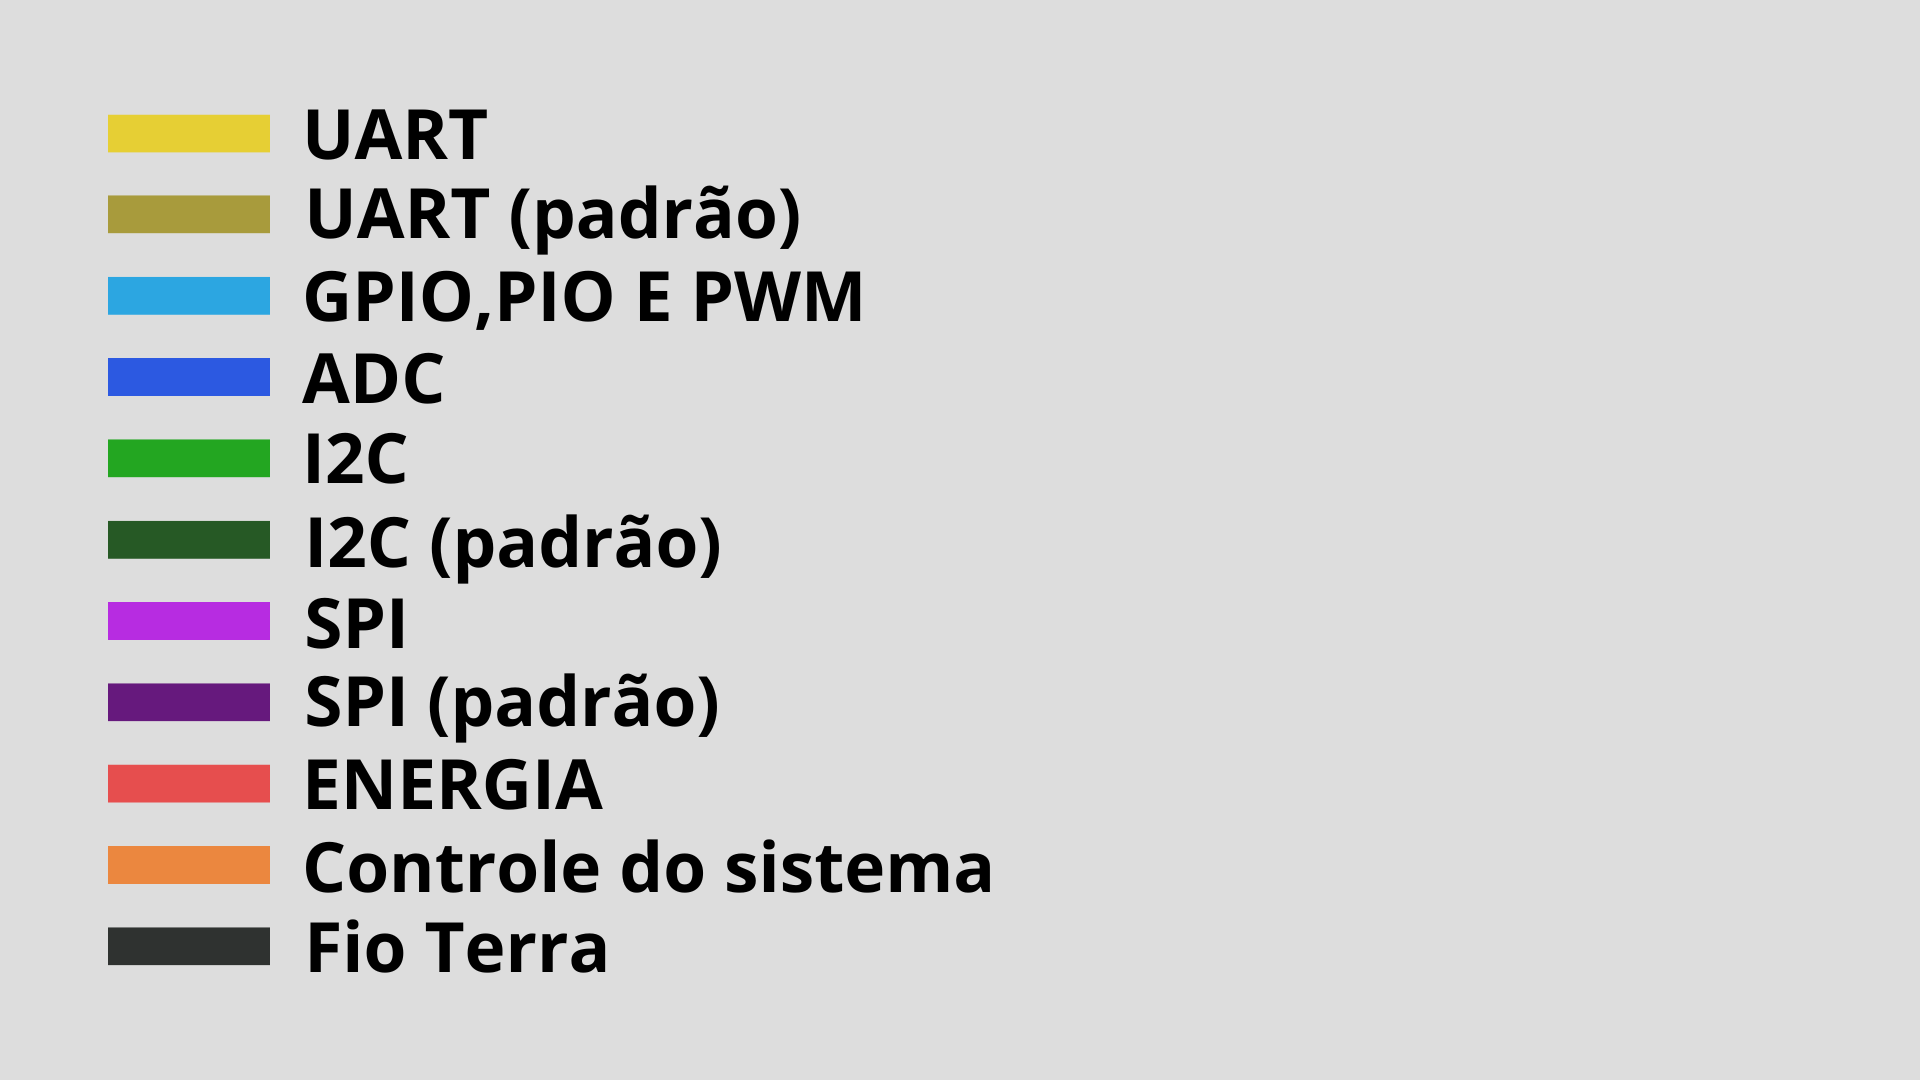 UART
UART (padrão)
GPIO,PIO E PWM
ADC
I2C
I2C (padrão)
SPI
SPI (padrão)
ENERGIA
Controle do sistema
Fio Terra